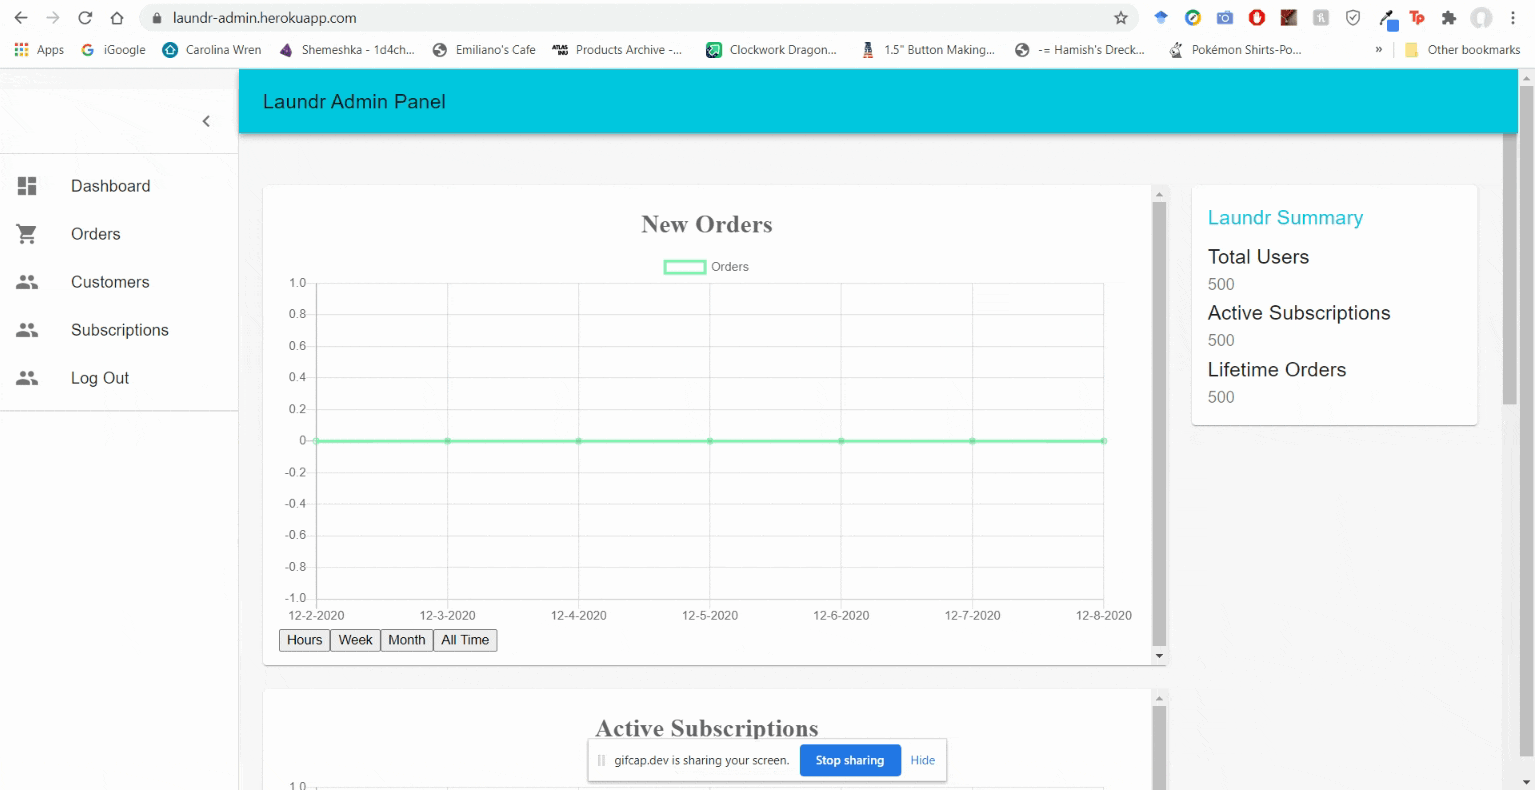 laundr-admin.herokuapp.com
Apps
iGoogle
Carolina Wren
Shemeshka - 1d4ch...
Emiliano's Cafe
ATLAS
INU
Products Archive -...
Clockwork Dragon...
1.5" Button Making...
-= Hamish's Dreck...
Pokémon Shirts-Po...
»
Other bookmarks
Laundr Admin Panel
Dashboard
Orders
Customers
Subscriptions
Log Out
New Orders
Orders
1.0
0.8
0.6
0.4
0.2
0
-0.2
-0.4
-0.6
-0.8
-1.0
12-2-2020 12-3-2020 12-4-2020 12-5-2020 12-6-2020 12-7-2020 12-8-2020
Hours Week Month All Time
Laundr Summary
Total Users
500
Active Subscriptions
500
Lifetime Orders
500
Active Subscriptions
1.0
gifcap.dev is sharing your screen. Stop sharing Hide